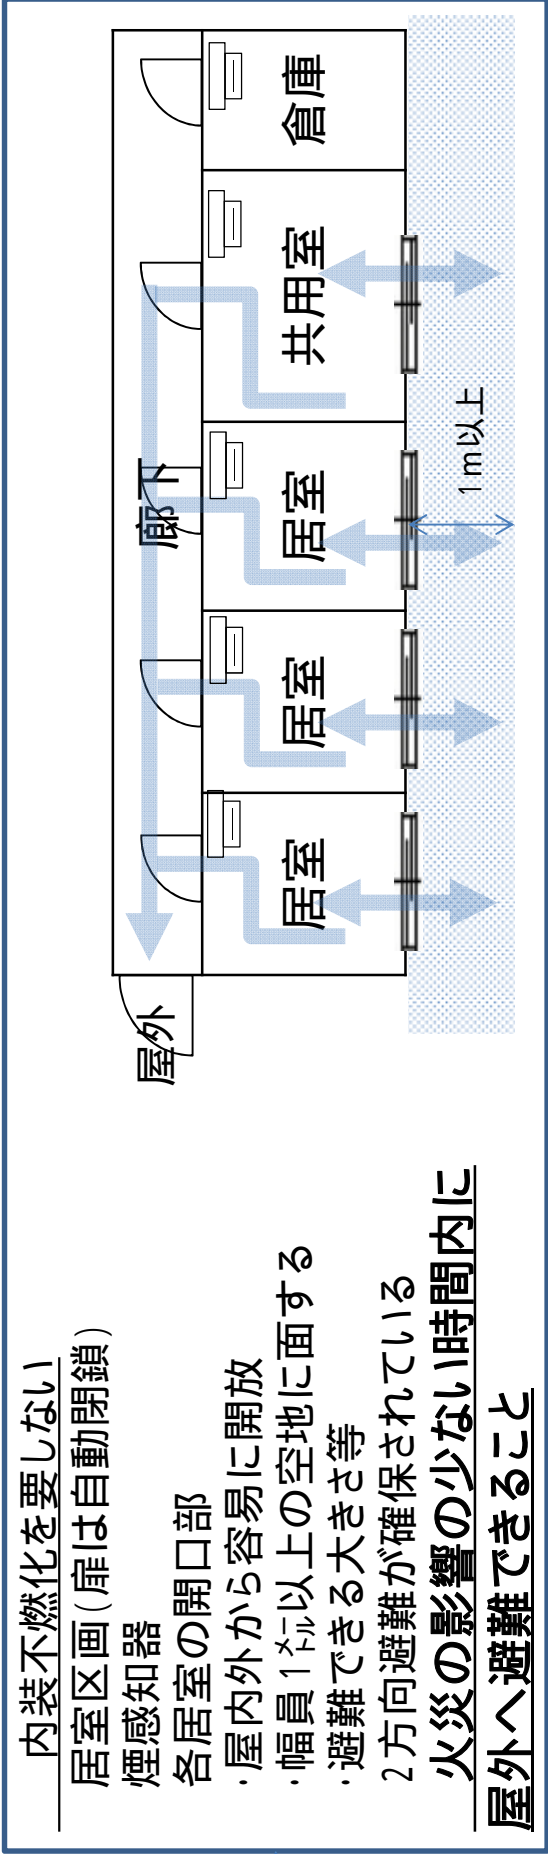 内装不燃化を要しない
居室区画(扉は自動閉鎖)
煙感知器
各居室の開口部
・屋内外から容易に開放
・幅員1㍍以上の空地に面する
・避難できる大きさ等
2方向避難が確保されている
火災の影響の少ない時間内に
屋外へ避難できること
屋外
廊下
居室
居室
居室
共用室
倉庫
1m以上